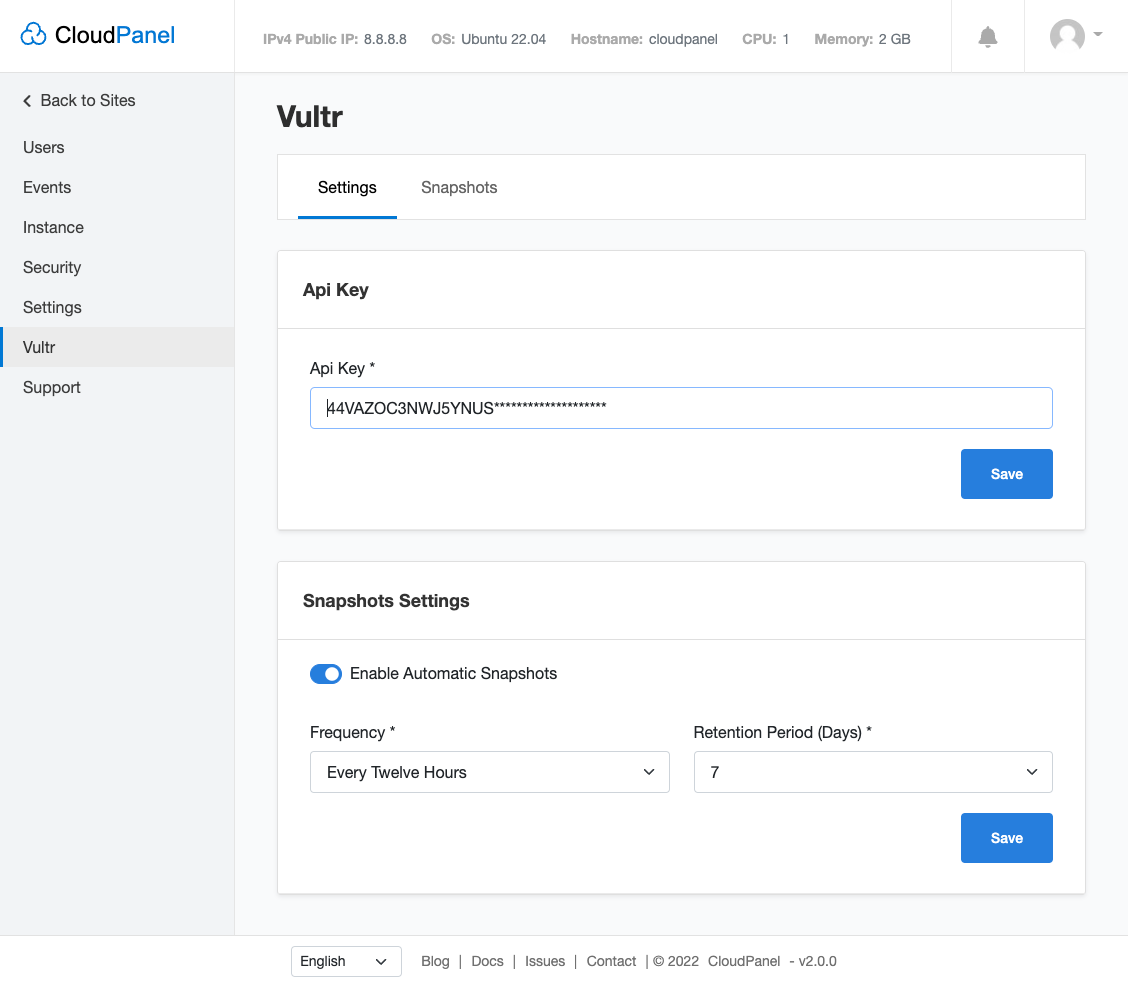 CloudPanel
IPv4 Public IP: 8.8.8.8 OS: Ubuntu 22.04 Hostname: cloudpanel CPU: 1 Memory: 2 GB
Back to Sites
Users
Events
Instance
Security
Settings
Vultr
Support
Vultr
Settings Snapshots
Api Key
Api Key *
44VAZOC3NWJ5YNUS********************
Save
Snapshots Settings
Enable Automatic Snapshots
Frequency * Retention Period (Days) *
Every Twelve Hours 7
Save
English Blog | Docs | Issues | Contact | © 2022 CloudPanel - v2.0.0